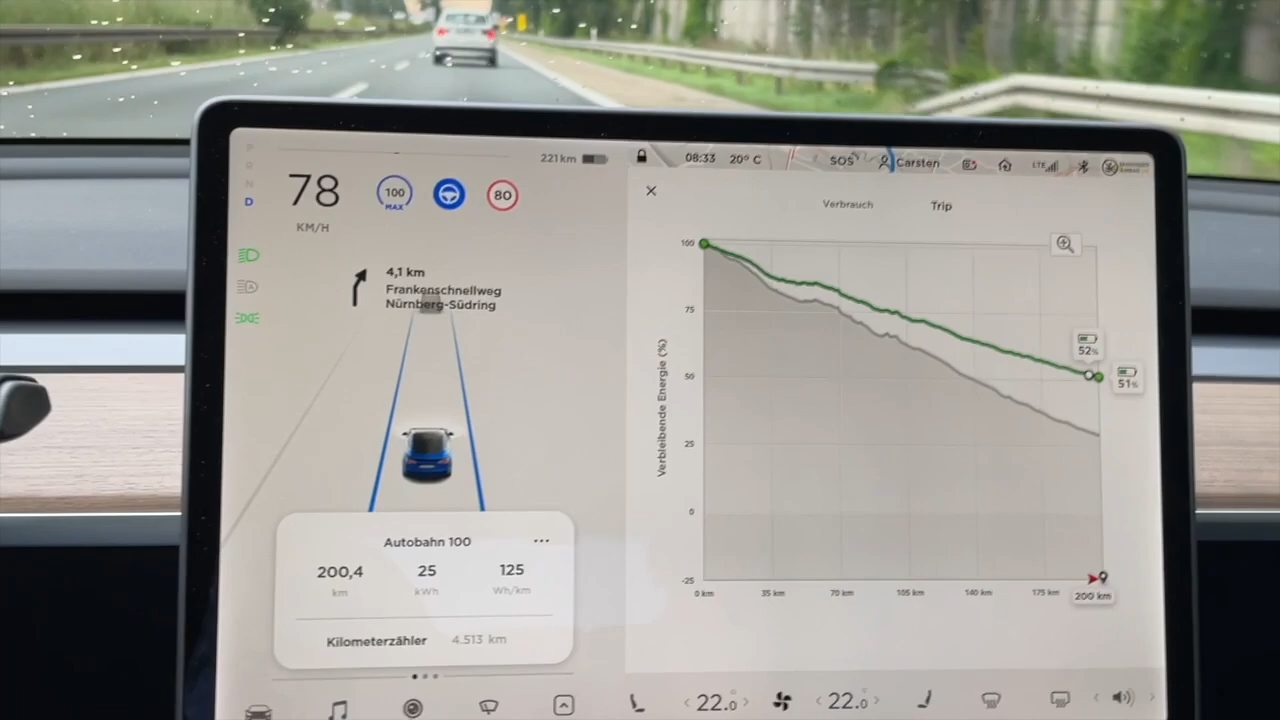 P
R
N
D
221 km
08:33 20° C
SOS
Carsten
LTE
78
KM/H
100
MAX
80
4,1 km
Frankenschnellweg
Nürnberg-Südring
Verbrauch Trip
Verbleibende Energie (%)
100
75
50
25
0
-25
52%
51%
0 km 35 km 70 km 105 km 140 km 175 km 200 km
Autobahn 100
200,4 25 125
km kWh Wh/km
Kilometerzähler 4.513 km
22.0 22.0